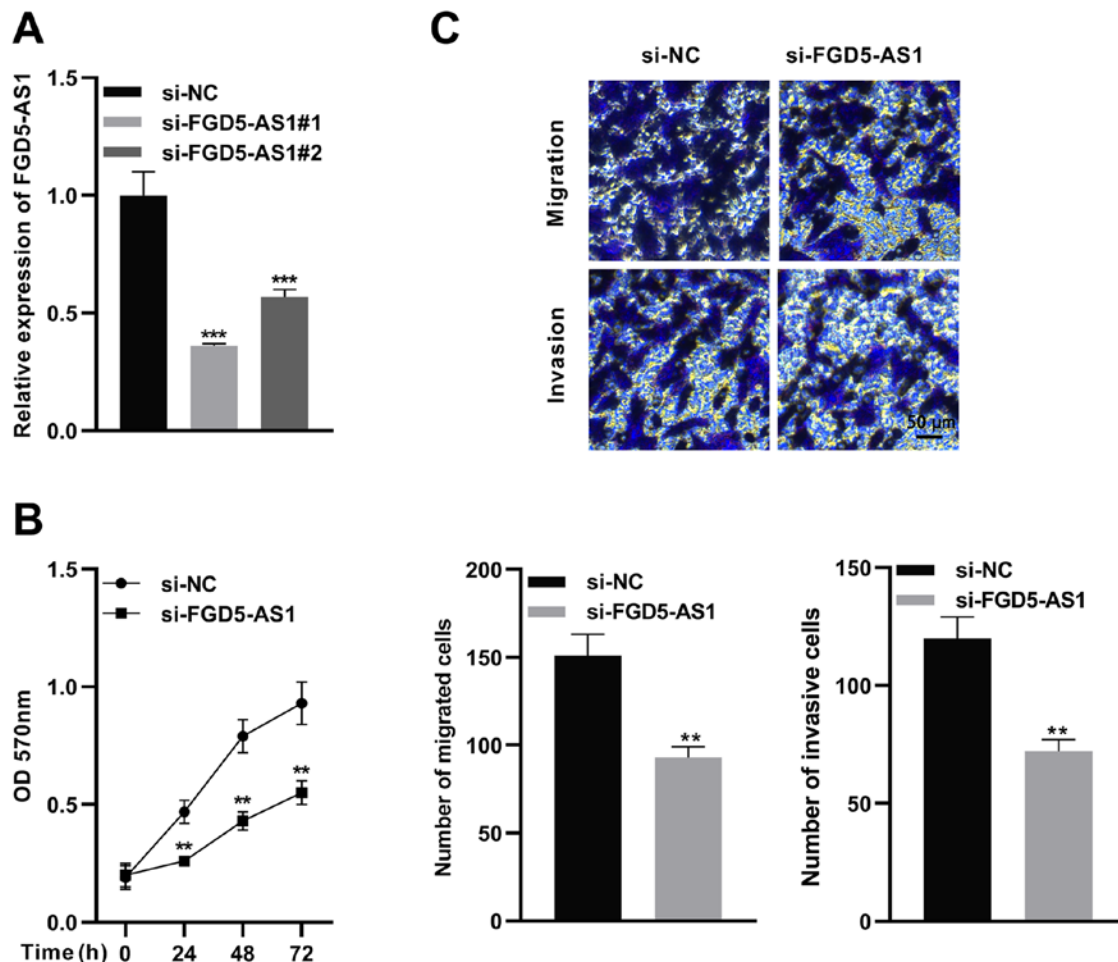 A
Relative expression of FGD5-AS1
1.5
1.0
0.5
0.0
si-NC
si-FGD5-AS1#1
si-FGD5-AS1#2
***
***
C
si-NC
si-FGD5-AS1
Migration
Invasion
50 µm
B
OD 570nm
1.5
1.0
0.5
0.0
si-NC
si-FGD5-AS1
**
**
**
Time (h) 0 24 48 72
Number of migrated cells
200
150
100
50
0
si-NC
si-FGD5-AS1
**
Number of invasive cells
150
100
50
0
si-NC
si-FGD5-AS1
**